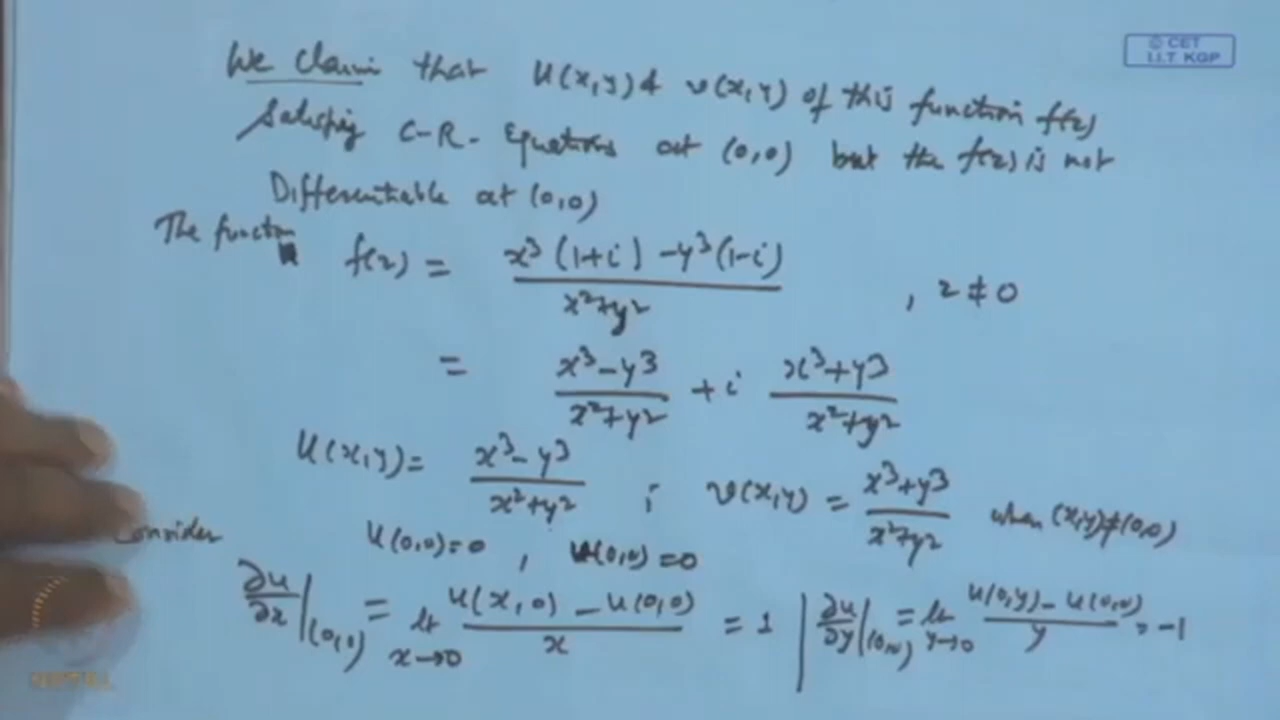 © CET
I.I.T KGP
We claim that u(x,y) & v(x,y) of this function f(z)
Satisfying C-R- Equations at (0,0) but the f(z) is not
Differentiable at (0,0)
The function f(z) = x³(1+i) - y³(1-i) / x²+y² , z ≠ 0
= x³-y³ / x²+y² + i x³+y³ / x²+y²
u(x,y) = x³-y³ / x²+y² ; v(x,y) = x³+y³ / x²+y² when (x,y)≠(0,0)
Consider u(0,0)=0 , v(0,0)=0
∂u/∂x|(0,0) = lt x→0 u(x,0) - u(0,0) / x = 1 | ∂u/∂y|(0,0) = lt y→0 u(0,y) - u(0,0) / y = -1
NPTEL